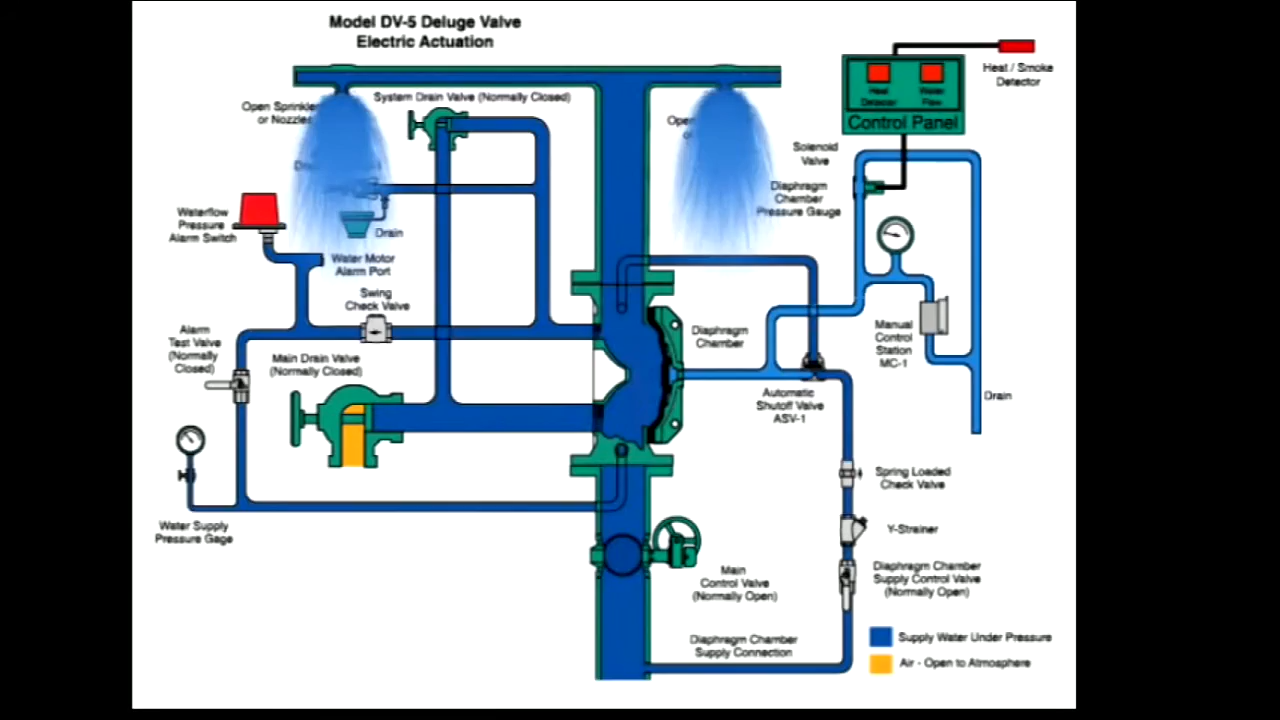 Model DV-5 Deluge Valve
Electric Actuation
Heat / Smoke
Detector
Heat
Detector
Water
Flow
Control Panel
System Drain Valve (Normally Closed)
Open Sprinkler
or Nozzles
Open
Solenoid
Valve
Diaphragm
Chamber
Pressure Gauge
Waterflow
Pressure
Alarm Switch
Drain
Water Motor
Alarm Port
Swing
Check Valve
Alarm
Test Valve
(Normally
Closed)
Main Drain Valve
(Normally Closed)
Diaphragm
Chamber
Manual
Control
Station
MC-1
Automatic
Shutoff Valve
ASV-1
Drain
Spring Loaded
Check Valve
Y-Strainer
Water Supply
Pressure Gage
Main
Control Valve
(Normally Open)
Diaphragm Chamber
Supply Control Valve
(Normally Open)
Diaphragm Chamber
Supply Connection
Supply Water Under Pressure
Air - Open to Atmosphere